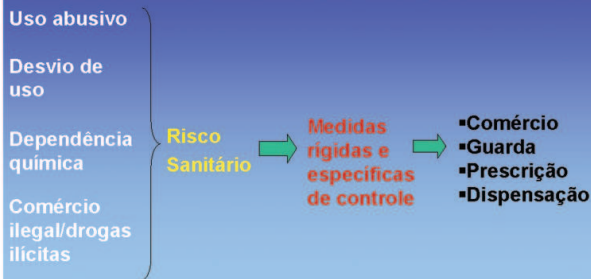 Uso abusivo
Desvio de
uso
Dependência
química
Comércio
ilegal/drogas
ilícitas
Risco
Sanitário
Medidas
rígidas e
específicas
de controle
▪Comércio
▪Guarda
▪Prescrição
▪Dispensação